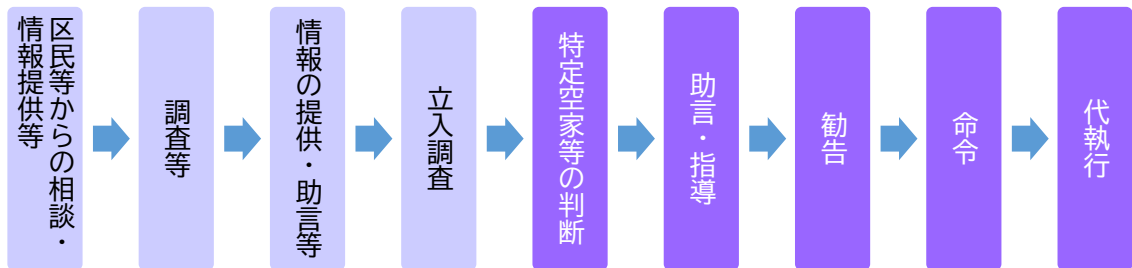 区民等からの相談・
情報提供等
調査等
情報の提供・助言等
立入調査
特定空家等の判断
助言・指導
勧告
命令
代執行